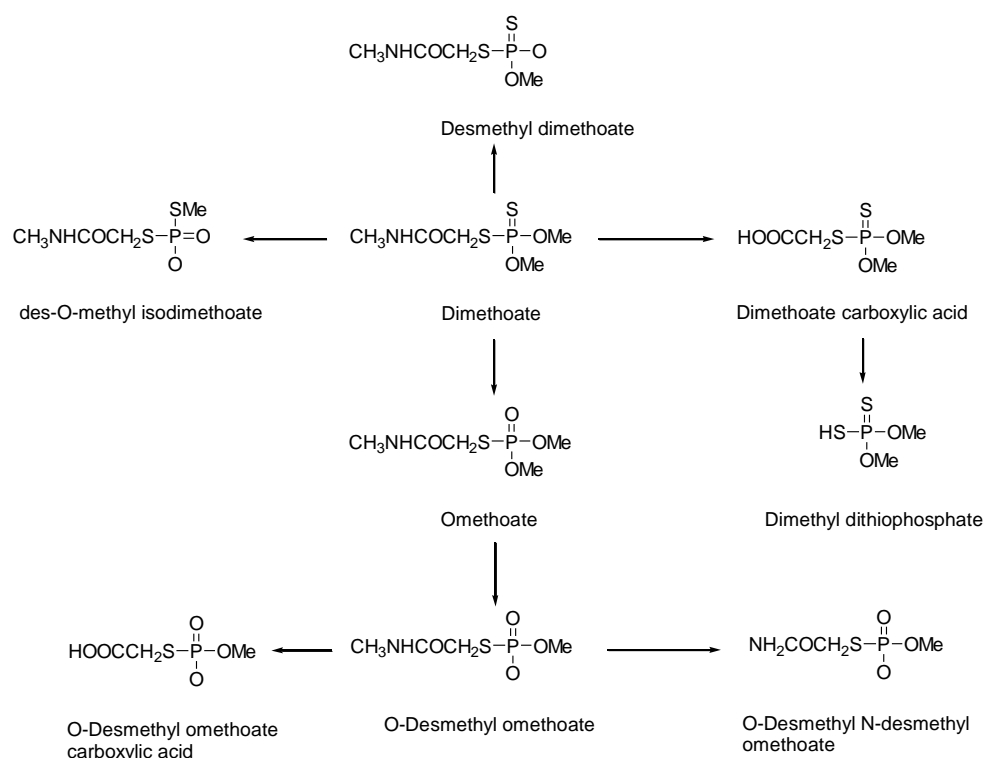 S
CH3NHCOCH2S-P-O
OMe
Desmethyl dimethoate
SMe
CH3NHCOCH2S-P=O
O
des-O-methyl isodimethoate
S
CH3NHCOCH2S-P-OMe
OMe
Dimethoate
S
HOOCCH2S-P-OMe
OMe
Dimethoate carboxylic acid
O
CH3NHCOCH2S-P-OMe
OMe
Omethoate
S
HS-P-OMe
OMe
Dimethyl dithiophosphate
O
HOOCCH2S-P-OMe
O
O-Desmethyl omethoate
carboxylic acid
O
CH3NHCOCH2S-P-OMe
O
O-Desmethyl omethoate
O
NH2COCH2S-P-OMe
O
O-Desmethyl N-desmethyl
omethoate